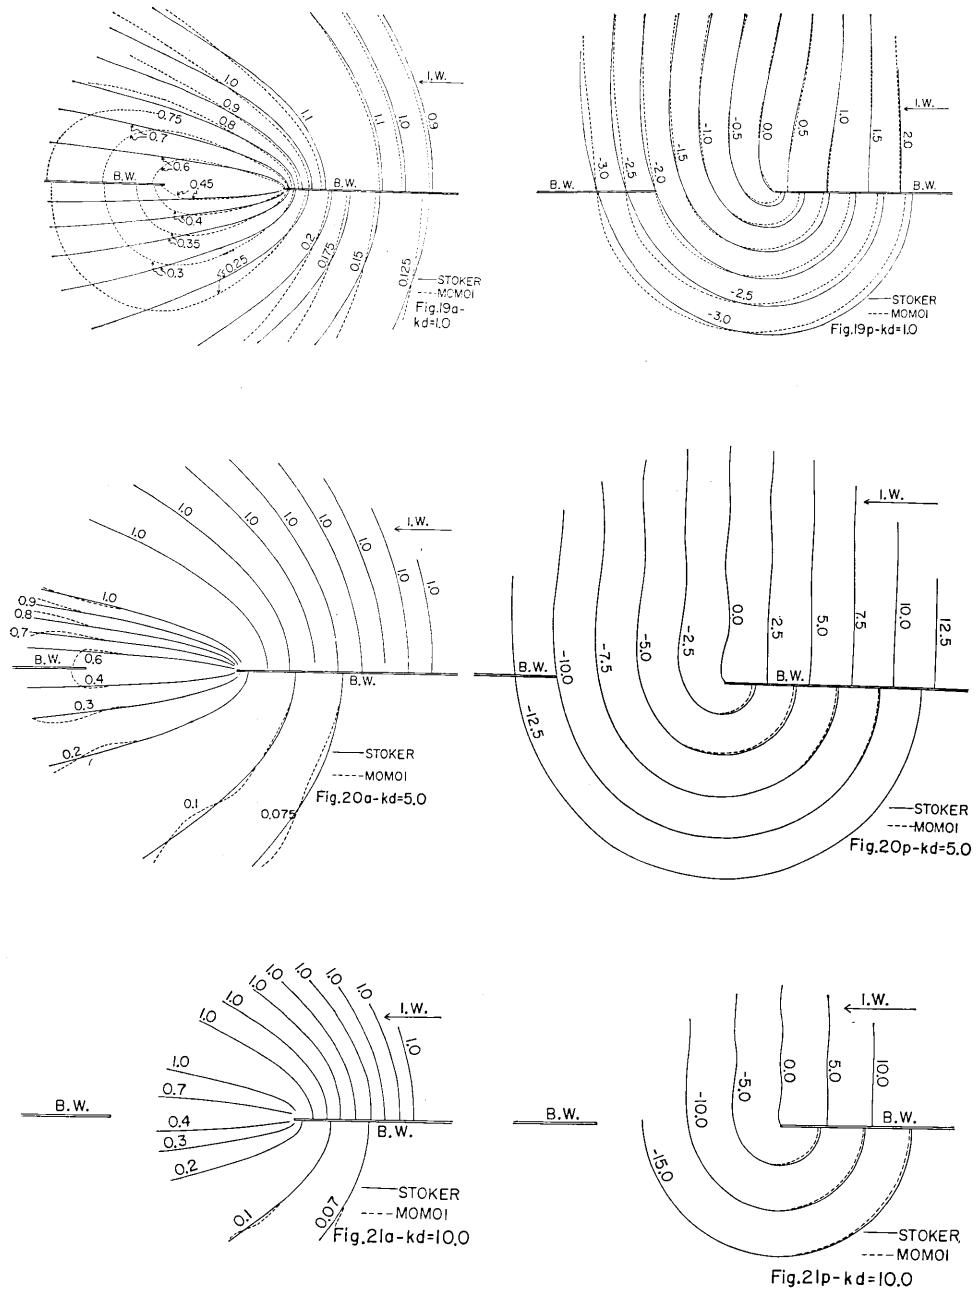 1.0
0.9
0.8
1.1
1.1
1.0
0.9
I.W.
0.75
0.7
0.6
B.W.
0.45
B.W.
0.4
0.35
0.3
0.25
0.2
0.175
0.15
0.125
STOKER
MOMOI
Fig.19a-
kd=1.0
-3.0
-2.5
-2.0
-1.5
-1.0
-0.5
0.0
0.5
1.0
1.5
2.0
I.W.
B.W.
B.W.
-2.5
-3.0
STOKER
MOMOI
Fig.19p-kd=1.0
1.0
1.0
1.0
1.0
1.0
1.0
1.0
1.0
I.W.
1.0
0.9
0.8
0.7
B.W.
0.6
0.4
B.W.
0.3
0.2
0.1
0.075
STOKER
MOMOI
Fig.20a-kd=5.0
I.W.
B.W.
-12.5
-10.0
-7.5
-5.0
-2.5
0.0
2.5
5.0
7.5
10.0
12.5
B.W.
STOKER
MOMOI
Fig.20p-kd=5.0
1.0
1.0
1.0
1.0
1.0
1.0
1.0
1.0
I.W.
1.0
0.7
B.W.
0.4
B.W.
0.3
0.2
0.1
0.07
STOKER
MOMOI
Fig.21a-kd=10.0
I.W.
-15.0
-10.0
-5.0
0.0
5.0
10.0
B.W.
B.W.
STOKER
MOMOI
Fig.21p-kd=10.0